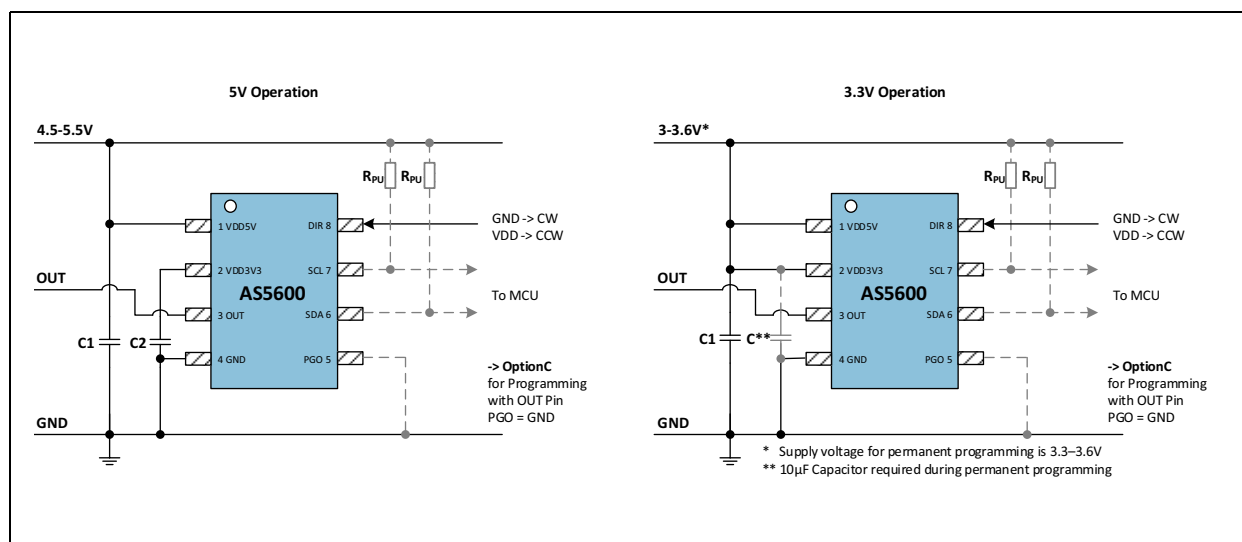 5V Operation
4.5-5.5V
RPU RPU
1 VDD5V
DIR 8
GND -> CW
VDD -> CCW
2 VDD3V3
SCL 7
OUT
AS5600
To MCU
3 OUT
SDA 6
C1
C2
4 GND
PGO 5
-> OptionC
for Programming
with OUT Pin
PGO = GND
GND
3.3V Operation
3-3.6V*
RPU RPU
1 VDD5V
DIR 8
GND -> CW
VDD -> CCW
2 VDD3V3
SCL 7
OUT
AS5600
To MCU
3 OUT
SDA 6
C1
C**
4 GND
PGO 5
-> OptionC
for Programming
with OUT Pin
PGO = GND
GND
* Supply voltage for permanent programming is 3.3–3.6V
** 10µF Capacitor required during permanent programming